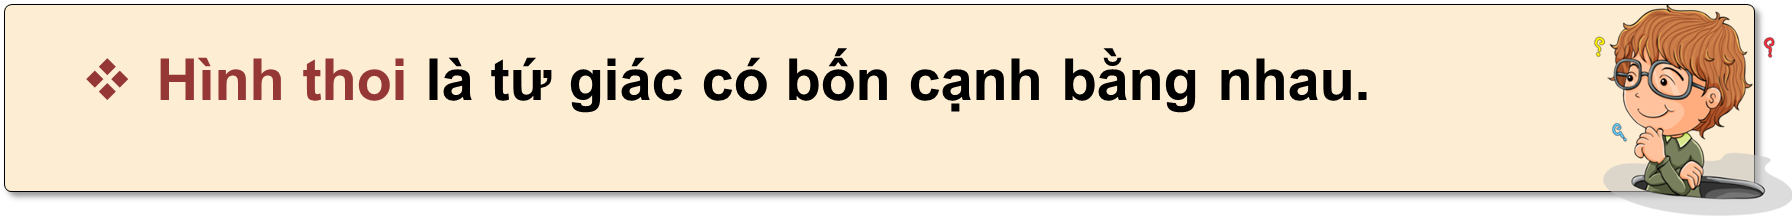 ❖ Hình thoi là tứ giác có bốn cạnh bằng nhau.